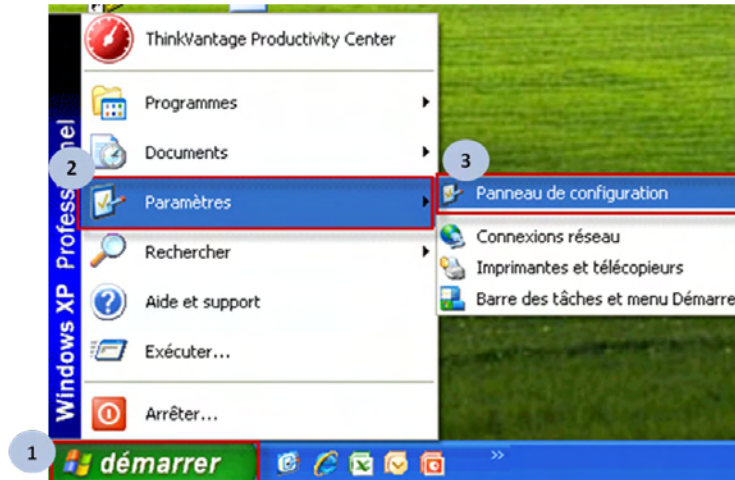 ThinkVantage Productivity Center
Programmes
Documents
2
3
Paramètres
Panneau de configuration
Connexions réseau
Rechercher
Imprimantes et télécopieurs
Aide et support
Barre des tâches et menu Démarre
Exécuter...
Arrêter...
Windows XP Professionnel
1
démarrer
»